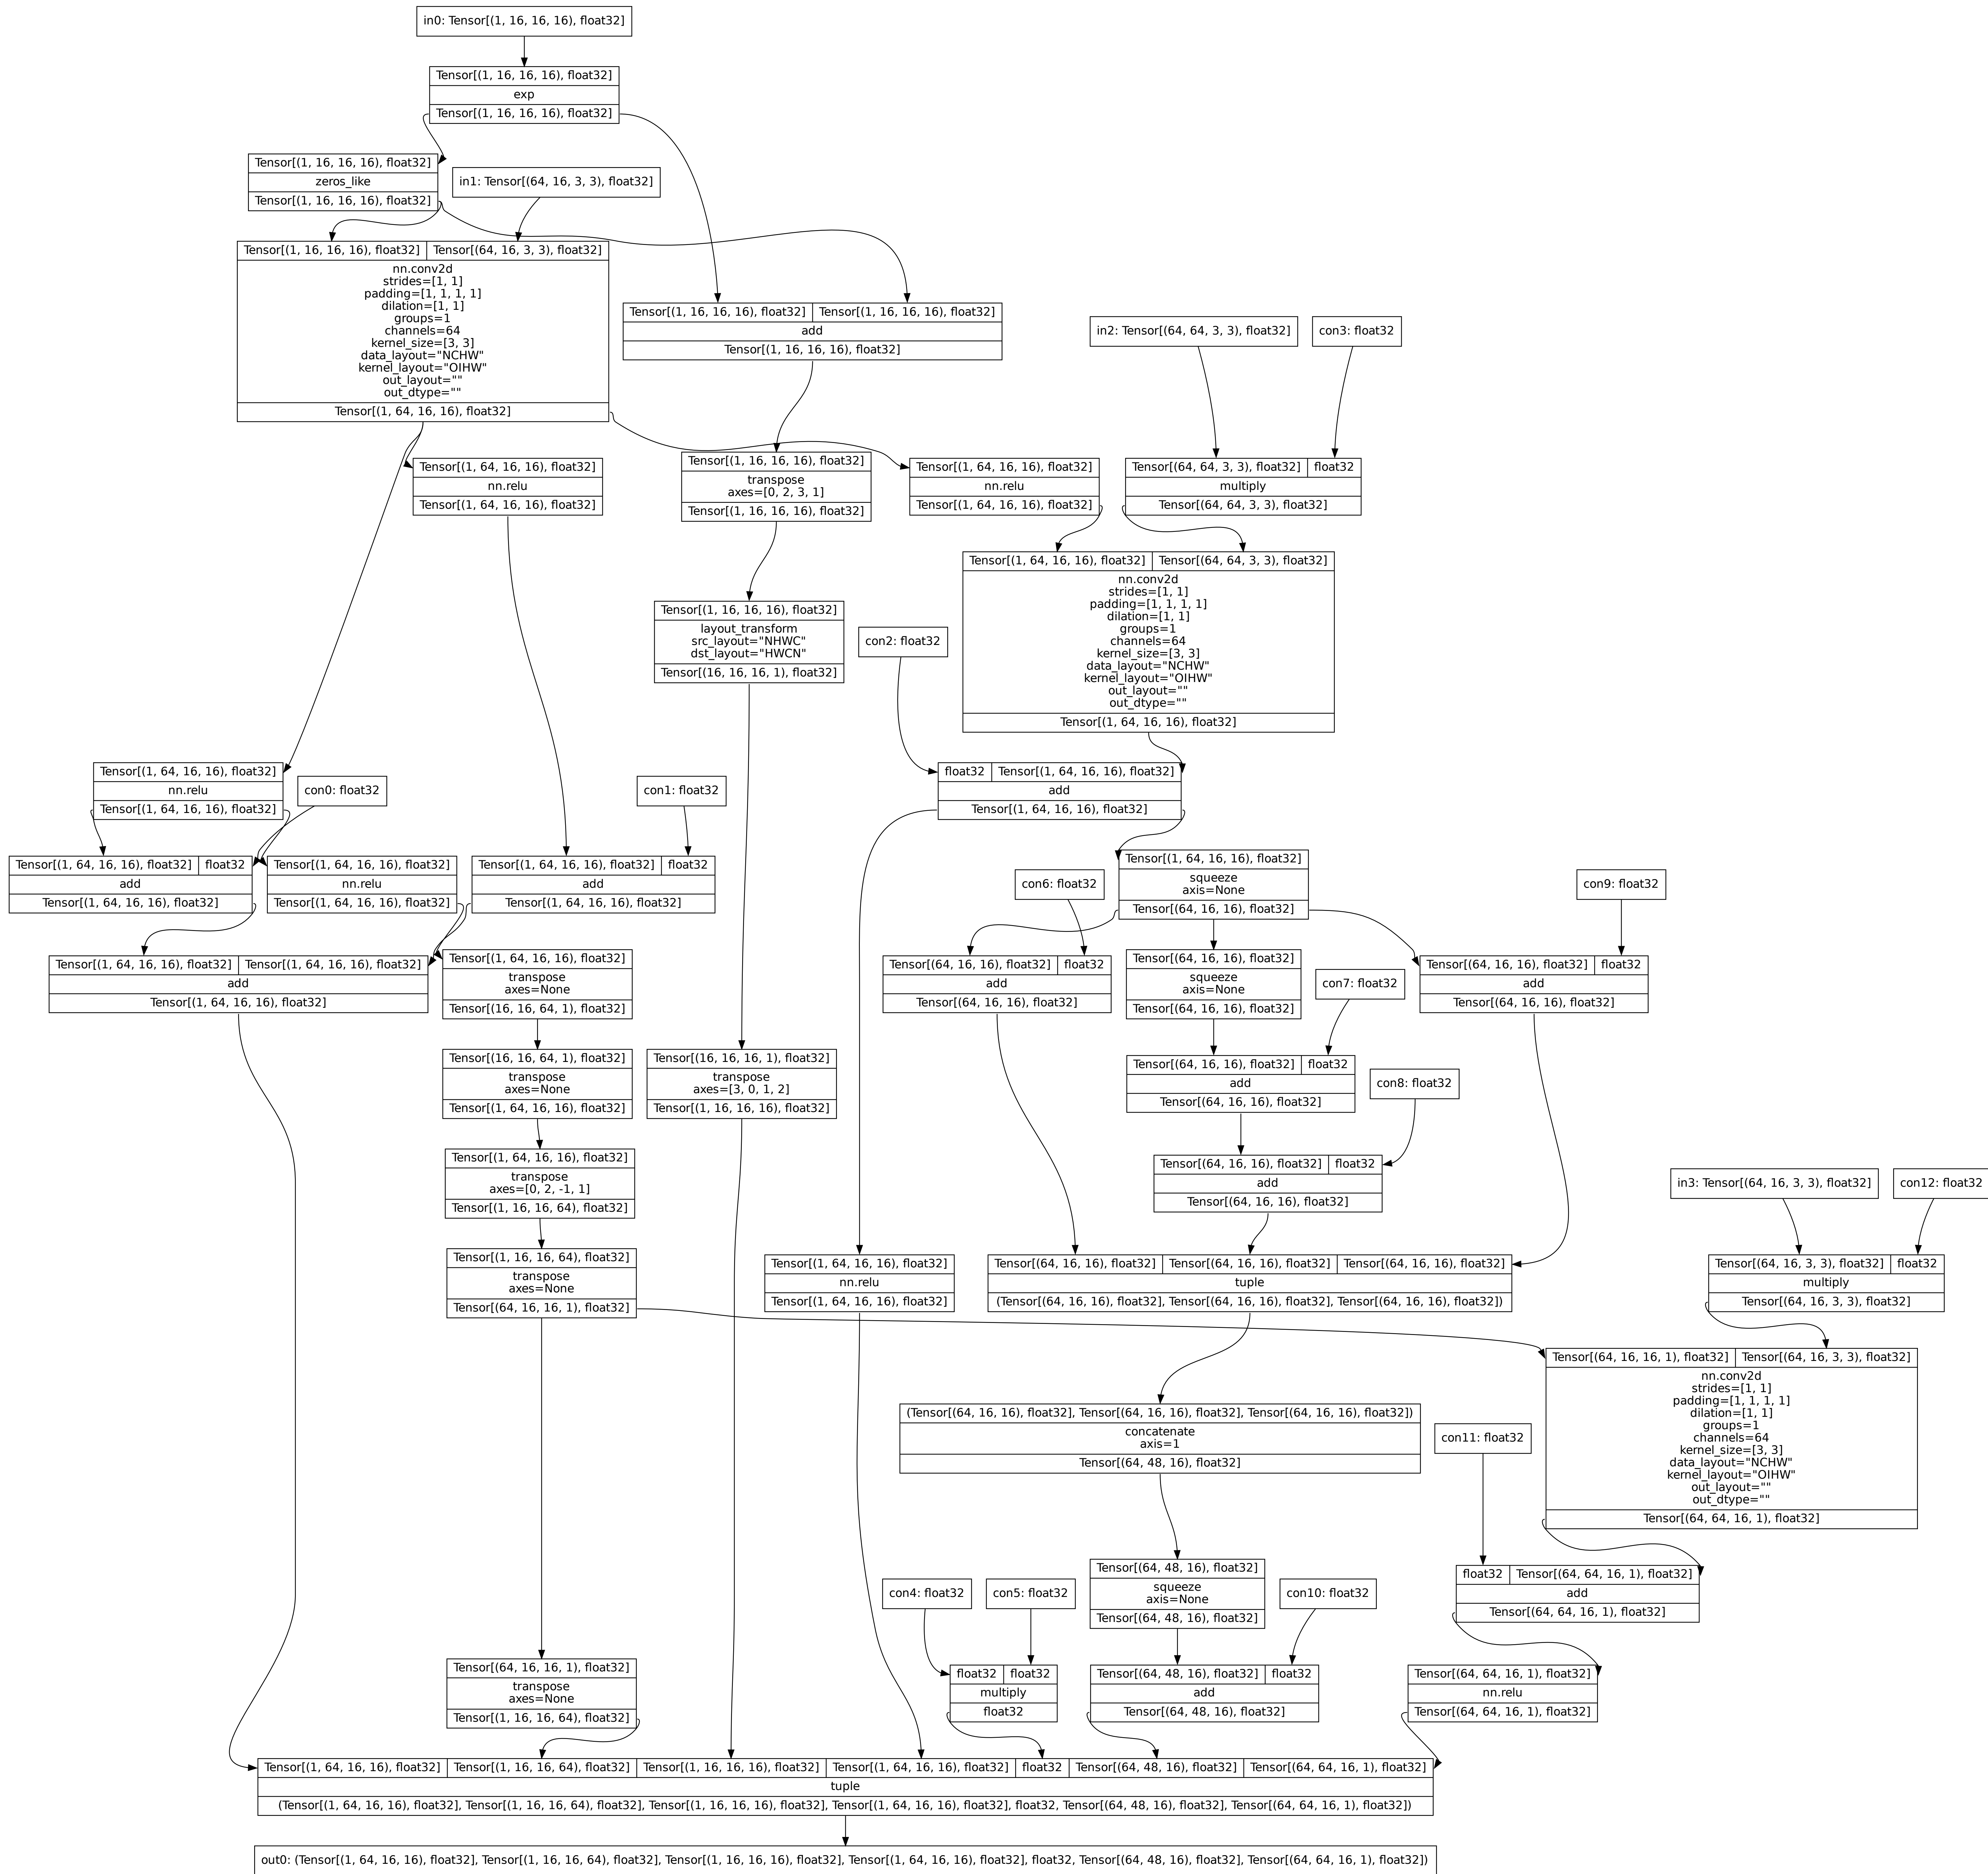 in0: Tensor[(1, 16, 16, 16), float32]
Tensor[(1, 16, 16, 16), float32]
exp
Tensor[(1, 16, 16, 16), float32]
Tensor[(1, 16, 16, 16), float32]
zeros_like
Tensor[(1, 16, 16, 16), float32]
in1: Tensor[(64, 16, 3, 3), float32]
Tensor[(1, 16, 16, 16), float32] Tensor[(64, 16, 3, 3), float32]
nn.conv2d
strides=[1, 1]
padding=[1, 1, 1, 1]
dilation=[1, 1]
groups=1
channels=64
kernel_size=[3, 3]
data_layout="NCHW"
kernel_layout="OIHW"
out_layout=""
out_dtype=""
Tensor[(1, 64, 16, 16), float32]
Tensor[(1, 16, 16, 16), float32] Tensor[(1, 16, 16, 16), float32]
add
Tensor[(1, 16, 16, 16), float32]
in2: Tensor[(64, 64, 3, 3), float32]
con3: float32
Tensor[(1, 64, 16, 16), float32]
nn.relu
Tensor[(1, 64, 16, 16), float32]
Tensor[(1, 16, 16, 16), float32]
transpose
axes=[0, 2, 3, 1]
Tensor[(1, 16, 16, 16), float32]
Tensor[(1, 64, 16, 16), float32]
nn.relu
Tensor[(1, 64, 16, 16), float32]
Tensor[(64, 64, 3, 3), float32] float32
multiply
Tensor[(64, 64, 3, 3), float32]
Tensor[(1, 64, 16, 16), float32] Tensor[(64, 64, 3, 3), float32]
nn.conv2d
strides=[1, 1]
padding=[1, 1, 1, 1]
dilation=[1, 1]
groups=1
channels=64
kernel_size=[3, 3]
data_layout="NCHW"
kernel_layout="OIHW"
out_layout=""
out_dtype=""
Tensor[(1, 64, 16, 16), float32]
Tensor[(1, 16, 16, 16), float32]
layout_transform
src_layout="NHWC"
dst_layout="HWCN"
Tensor[(16, 16, 16, 1), float32]
con2: float32
Tensor[(1, 64, 16, 16), float32]
nn.relu
Tensor[(1, 64, 16, 16), float32]
con0: float32
con1: float32
float32 Tensor[(1, 64, 16, 16), float32]
add
Tensor[(1, 64, 16, 16), float32]
Tensor[(1, 64, 16, 16), float32] float32
add
Tensor[(1, 64, 16, 16), float32]
Tensor[(1, 64, 16, 16), float32]
nn.relu
Tensor[(1, 64, 16, 16), float32]
Tensor[(1, 64, 16, 16), float32] float32
add
Tensor[(1, 64, 16, 16), float32]
con6: float32
Tensor[(1, 64, 16, 16), float32]
squeeze
axis=None
Tensor[(64, 16, 16), float32]
con9: float32
Tensor[(1, 64, 16, 16), float32] Tensor[(1, 64, 16, 16), float32]
add
Tensor[(1, 64, 16, 16), float32]
Tensor[(1, 64, 16, 16), float32]
transpose
axes=None
Tensor[(16, 16, 64, 1), float32]
Tensor[(64, 16, 16), float32] float32
add
Tensor[(64, 16, 16), float32]
Tensor[(64, 16, 16), float32]
squeeze
axis=None
Tensor[(64, 16, 16), float32]
con7: float32
Tensor[(64, 16, 16), float32] float32
add
Tensor[(64, 16, 16), float32]
Tensor[(16, 16, 64, 1), float32]
transpose
axes=None
Tensor[(1, 64, 16, 16), float32]
Tensor[(16, 16, 16, 1), float32]
transpose
axes=[3, 0, 1, 2]
Tensor[(1, 16, 16, 16), float32]
Tensor[(64, 16, 16), float32] float32
add
Tensor[(64, 16, 16), float32]
con8: float32
Tensor[(1, 64, 16, 16), float32]
transpose
axes=[0, 2, -1, 1]
Tensor[(1, 16, 16, 64), float32]
Tensor[(64, 16, 16), float32] float32
add
Tensor[(64, 16, 16), float32]
in3: Tensor[(64, 16, 3, 3), float32]
con12: float32
Tensor[(1, 16, 16, 64), float32]
transpose
axes=None
Tensor[(64, 16, 16, 1), float32]
Tensor[(1, 64, 16, 16), float32]
nn.relu
Tensor[(1, 64, 16, 16), float32]
Tensor[(64, 16, 16), float32] Tensor[(64, 16, 16), float32] Tensor[(64, 16, 16), float32]
tuple
(Tensor[(64, 16, 16), float32], Tensor[(64, 16, 16), float32], Tensor[(64, 16, 16), float32])
Tensor[(64, 16, 3, 3), float32] float32
multiply
Tensor[(64, 16, 3, 3), float32]
Tensor[(64, 16, 16, 1), float32] Tensor[(64, 16, 3, 3), float32]
nn.conv2d
strides=[1, 1]
padding=[1, 1, 1, 1]
dilation=[1, 1]
groups=1
channels=64
kernel_size=[3, 3]
data_layout="NCHW"
kernel_layout="OIHW"
out_layout=""
out_dtype=""
Tensor[(64, 64, 16, 1), float32]
(Tensor[(64, 16, 16), float32], Tensor[(64, 16, 16), float32], Tensor[(64, 16, 16), float32])
concatenate
axis=1
Tensor[(64, 48, 16), float32]
con11: float32
con4: float32
con5: float32
Tensor[(64, 48, 16), float32]
squeeze
axis=None
Tensor[(64, 48, 16), float32]
con10: float32
float32 Tensor[(64, 64, 16, 1), float32]
add
Tensor[(64, 64, 16, 1), float32]
Tensor[(64, 16, 16, 1), float32]
transpose
axes=None
Tensor[(1, 16, 16, 64), float32]
float32 float32
multiply
float32
Tensor[(64, 48, 16), float32] float32
add
Tensor[(64, 48, 16), float32]
Tensor[(64, 64, 16, 1), float32]
nn.relu
Tensor[(64, 64, 16, 1), float32]
Tensor[(1, 64, 16, 16), float32] Tensor[(1, 16, 16, 64), float32] Tensor[(1, 16, 16, 16), float32] Tensor[(1, 64, 16, 16), float32] float32 Tensor[(64, 48, 16), float32] Tensor[(64, 64, 16, 1), float32]
tuple
(Tensor[(1, 64, 16, 16), float32], Tensor[(1, 16, 16, 64), float32], Tensor[(1, 16, 16, 16), float32], Tensor[(1, 64, 16, 16), float32], float32, Tensor[(64, 48, 16), float32], Tensor[(64, 64, 16, 1), float32])
out0: (Tensor[(1, 64, 16, 16), float32], Tensor[(1, 16, 16, 64), float32], Tensor[(1, 16, 16, 16), float32], Tensor[(1, 64, 16, 16), float32], float32, Tensor[(64, 48, 16), float32], Tensor[(64, 64, 16, 1), float32])